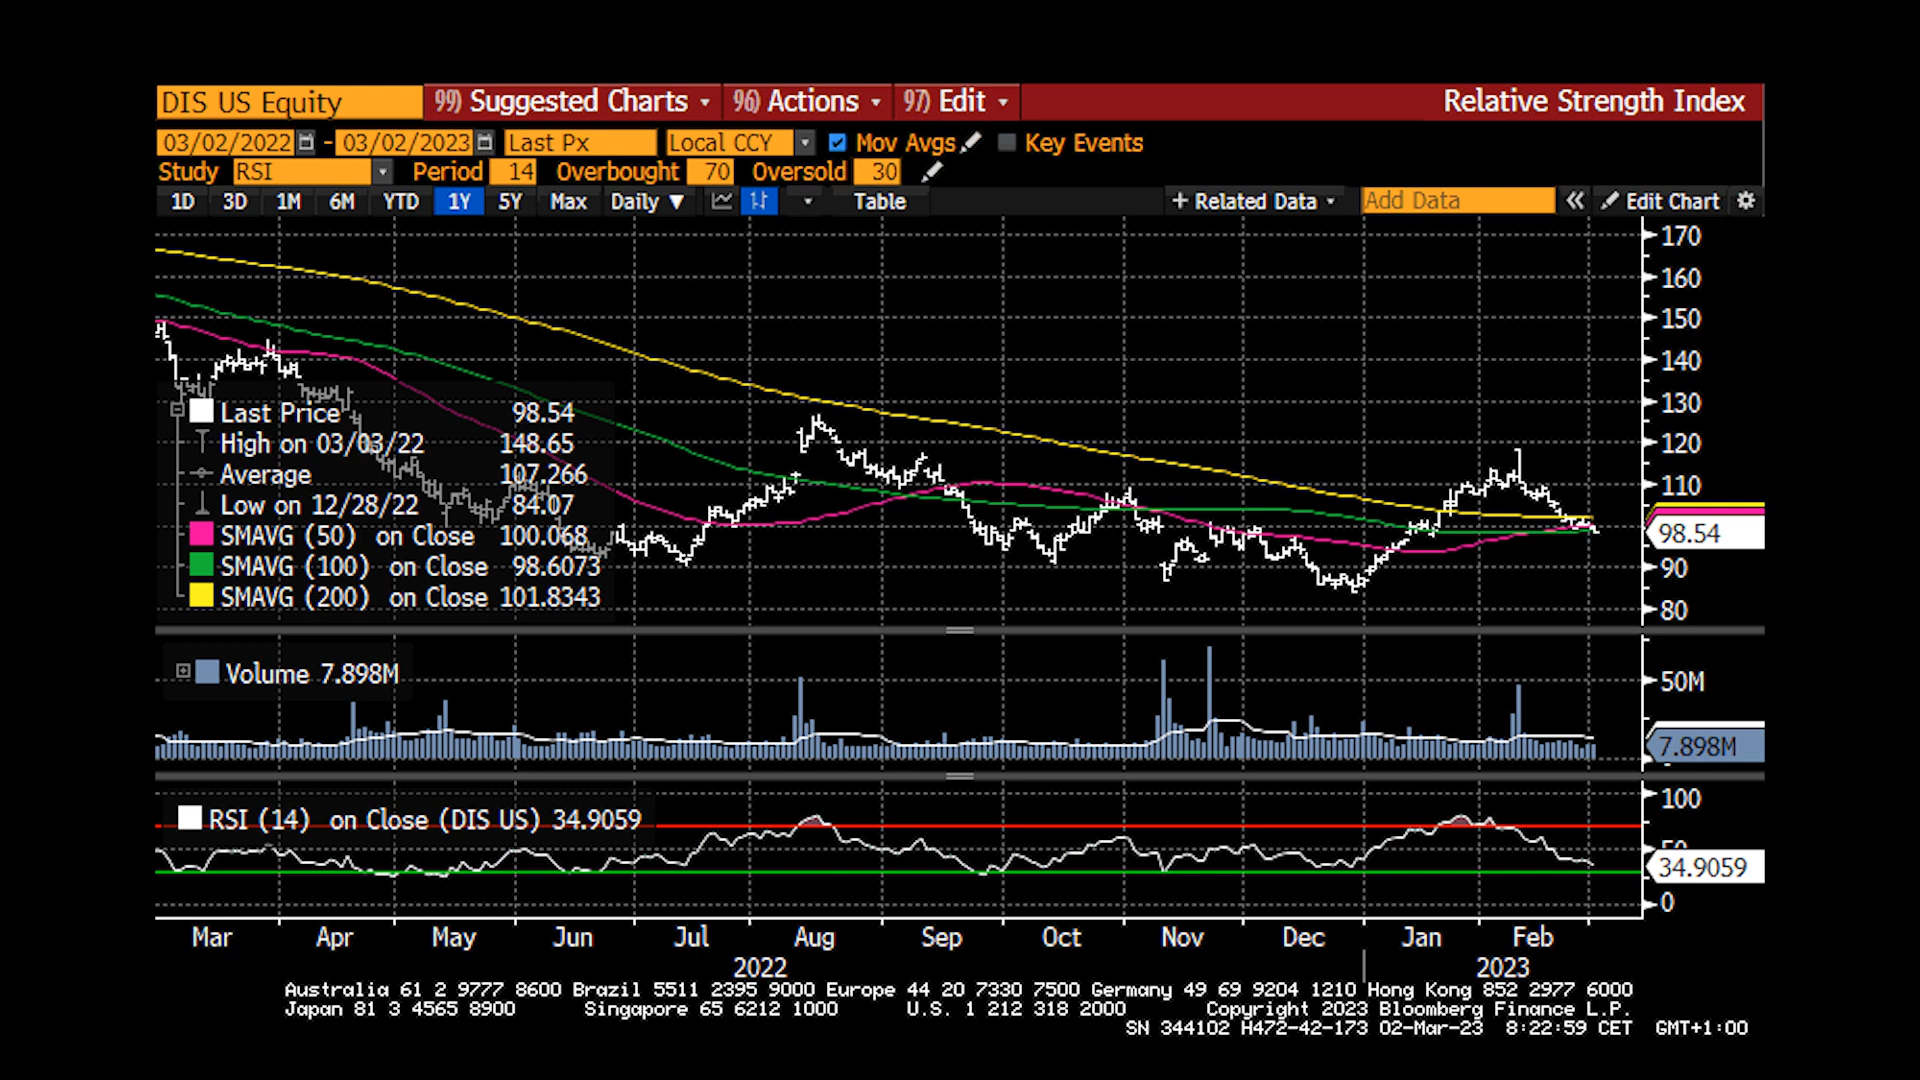 DIS US Equity 99) Suggested Charts 96) Actions 97) Edit Relative Strength Index
03/02/2022 - 03/02/2023 Last Px Local CCY Mov Avgs Key Events
Study RSI Period 14 Overbought 70 Oversold 30
1D 3D 1M 6M YTD 1Y 5Y Max Daily ▼ Table + Related Data Add Data « Edit Chart
170
160
150
140
130
120
110
98.54
90
80
Last Price 98.54
High on 03/03/22 148.65
Average 107.266
Low on 12/28/22 84.07
SMAVG (50) on Close 100.068
SMAVG (100) on Close 98.6073
SMAVG (200) on Close 101.8343
Volume 7.898M
50M
7.898M
RSI (14) on Close (DIS US) 34.9059
100
50
34.9059
0
Mar Apr May Jun Jul Aug Sep Oct Nov Dec Jan Feb
2022 2023
Australia 61 2 9777 8600 Brazil 5511 2395 9000 Europe 44 20 7330 7500 Germany 49 69 9204 1210 Hong Kong 852 2977 6000
Japan 81 3 4565 8900 Singapore 65 6212 1000 U.S. 1 212 318 2000 Copyright 2023 Bloomberg Finance L.P.
SN 344102 H472-42-173 02-Mar-23 8:22:59 CET GMT+1:00